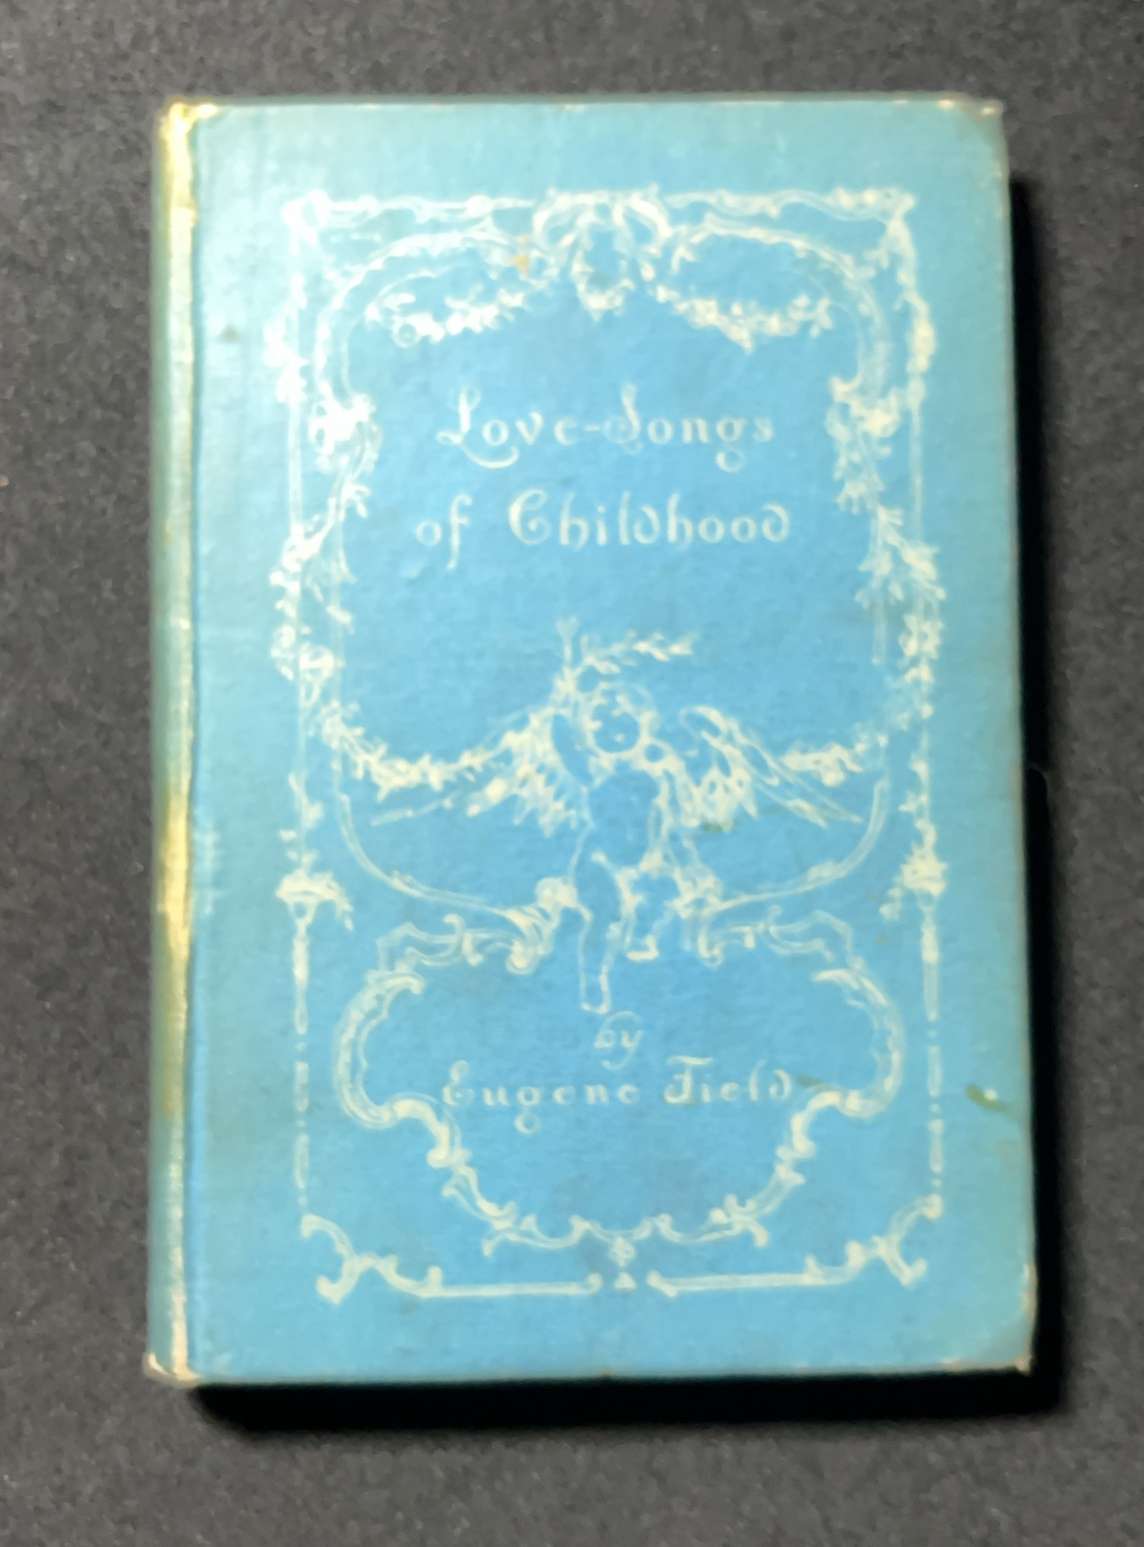 Love-Songs
of Childhood
by
Eugene Field